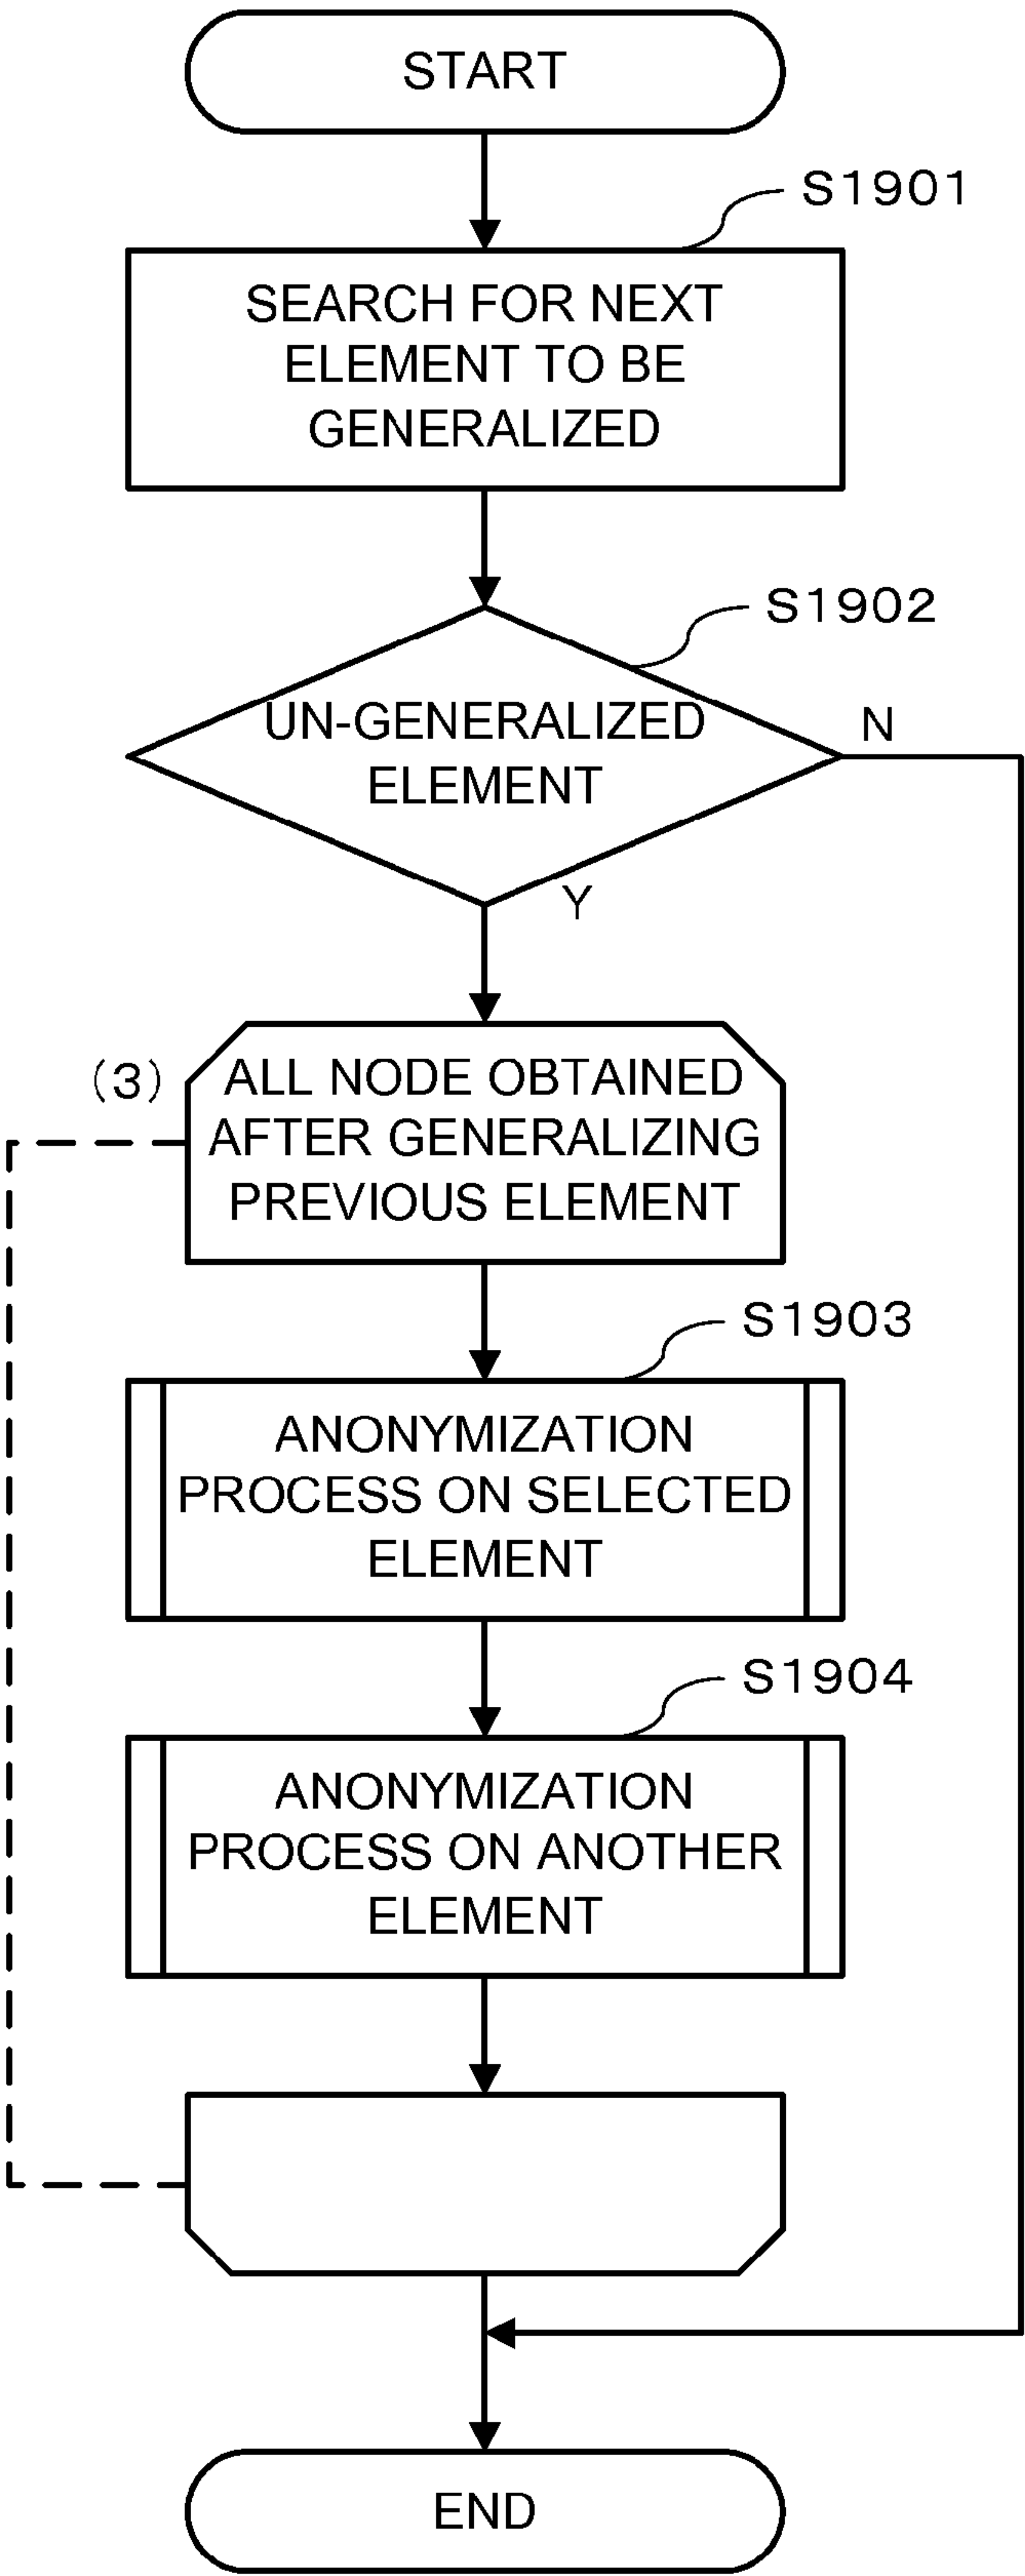 START
S1901
SEARCH FOR NEXT
ELEMENT TO BE
GENERALIZED
S1902
UN-GENERALIZED
ELEMENT
N
Y
(3)
ALL NODE OBTAINED
AFTER GENERALIZING
PREVIOUS ELEMENT
S1903
ANONYMIZATION
PROCESS ON SELECTED
ELEMENT
S1904
ANONYMIZATION
PROCESS ON ANOTHER
ELEMENT
END